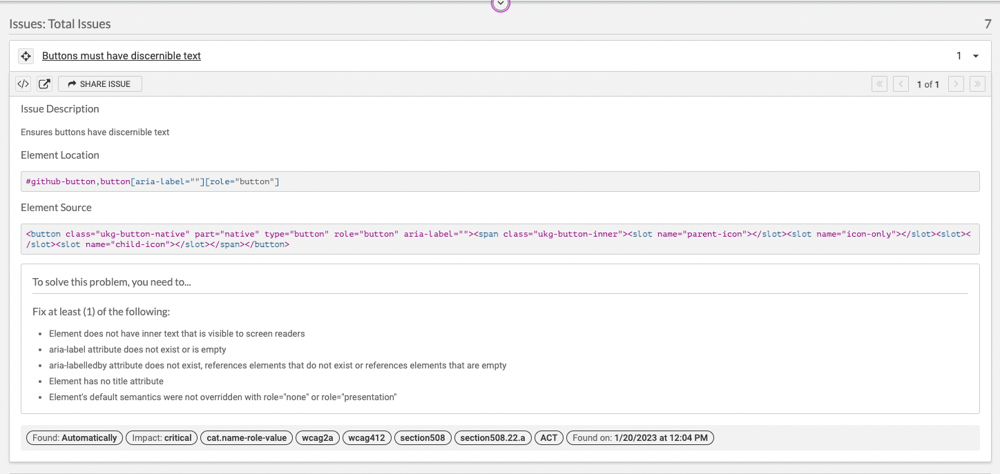 Issues: Total Issues 7
Buttons must have discernible text 1
</> SHARE ISSUE « < 1 of 1 > »
Issue Description
Ensures buttons have discernible text
Element Location
#github-button,button[aria-label=""][role="button"]
Element Source
<button class="ukg-button-native" part="native" type="button" role="button" aria-label=""><span class="ukg-button-inner"><slot name="parent-icon"></slot><slot name="icon-only"></slot><slot><
/slot><slot name="child-icon"></slot></span></button>
To solve this problem, you need to...
Fix at least (1) of the following:
• Element does not have inner text that is visible to screen readers
• aria-label attribute does not exist or is empty
• aria-labelledby attribute does not exist, references elements that do not exist or references elements that are empty
• Element has no title attribute
• Element's default semantics were not overridden with role="none" or role="presentation"
Found: Automatically Impact: critical cat.name-role-value wcag2a wcag412 section508 section508.22.a ACT Found on: 1/20/2023 at 12:04 PM